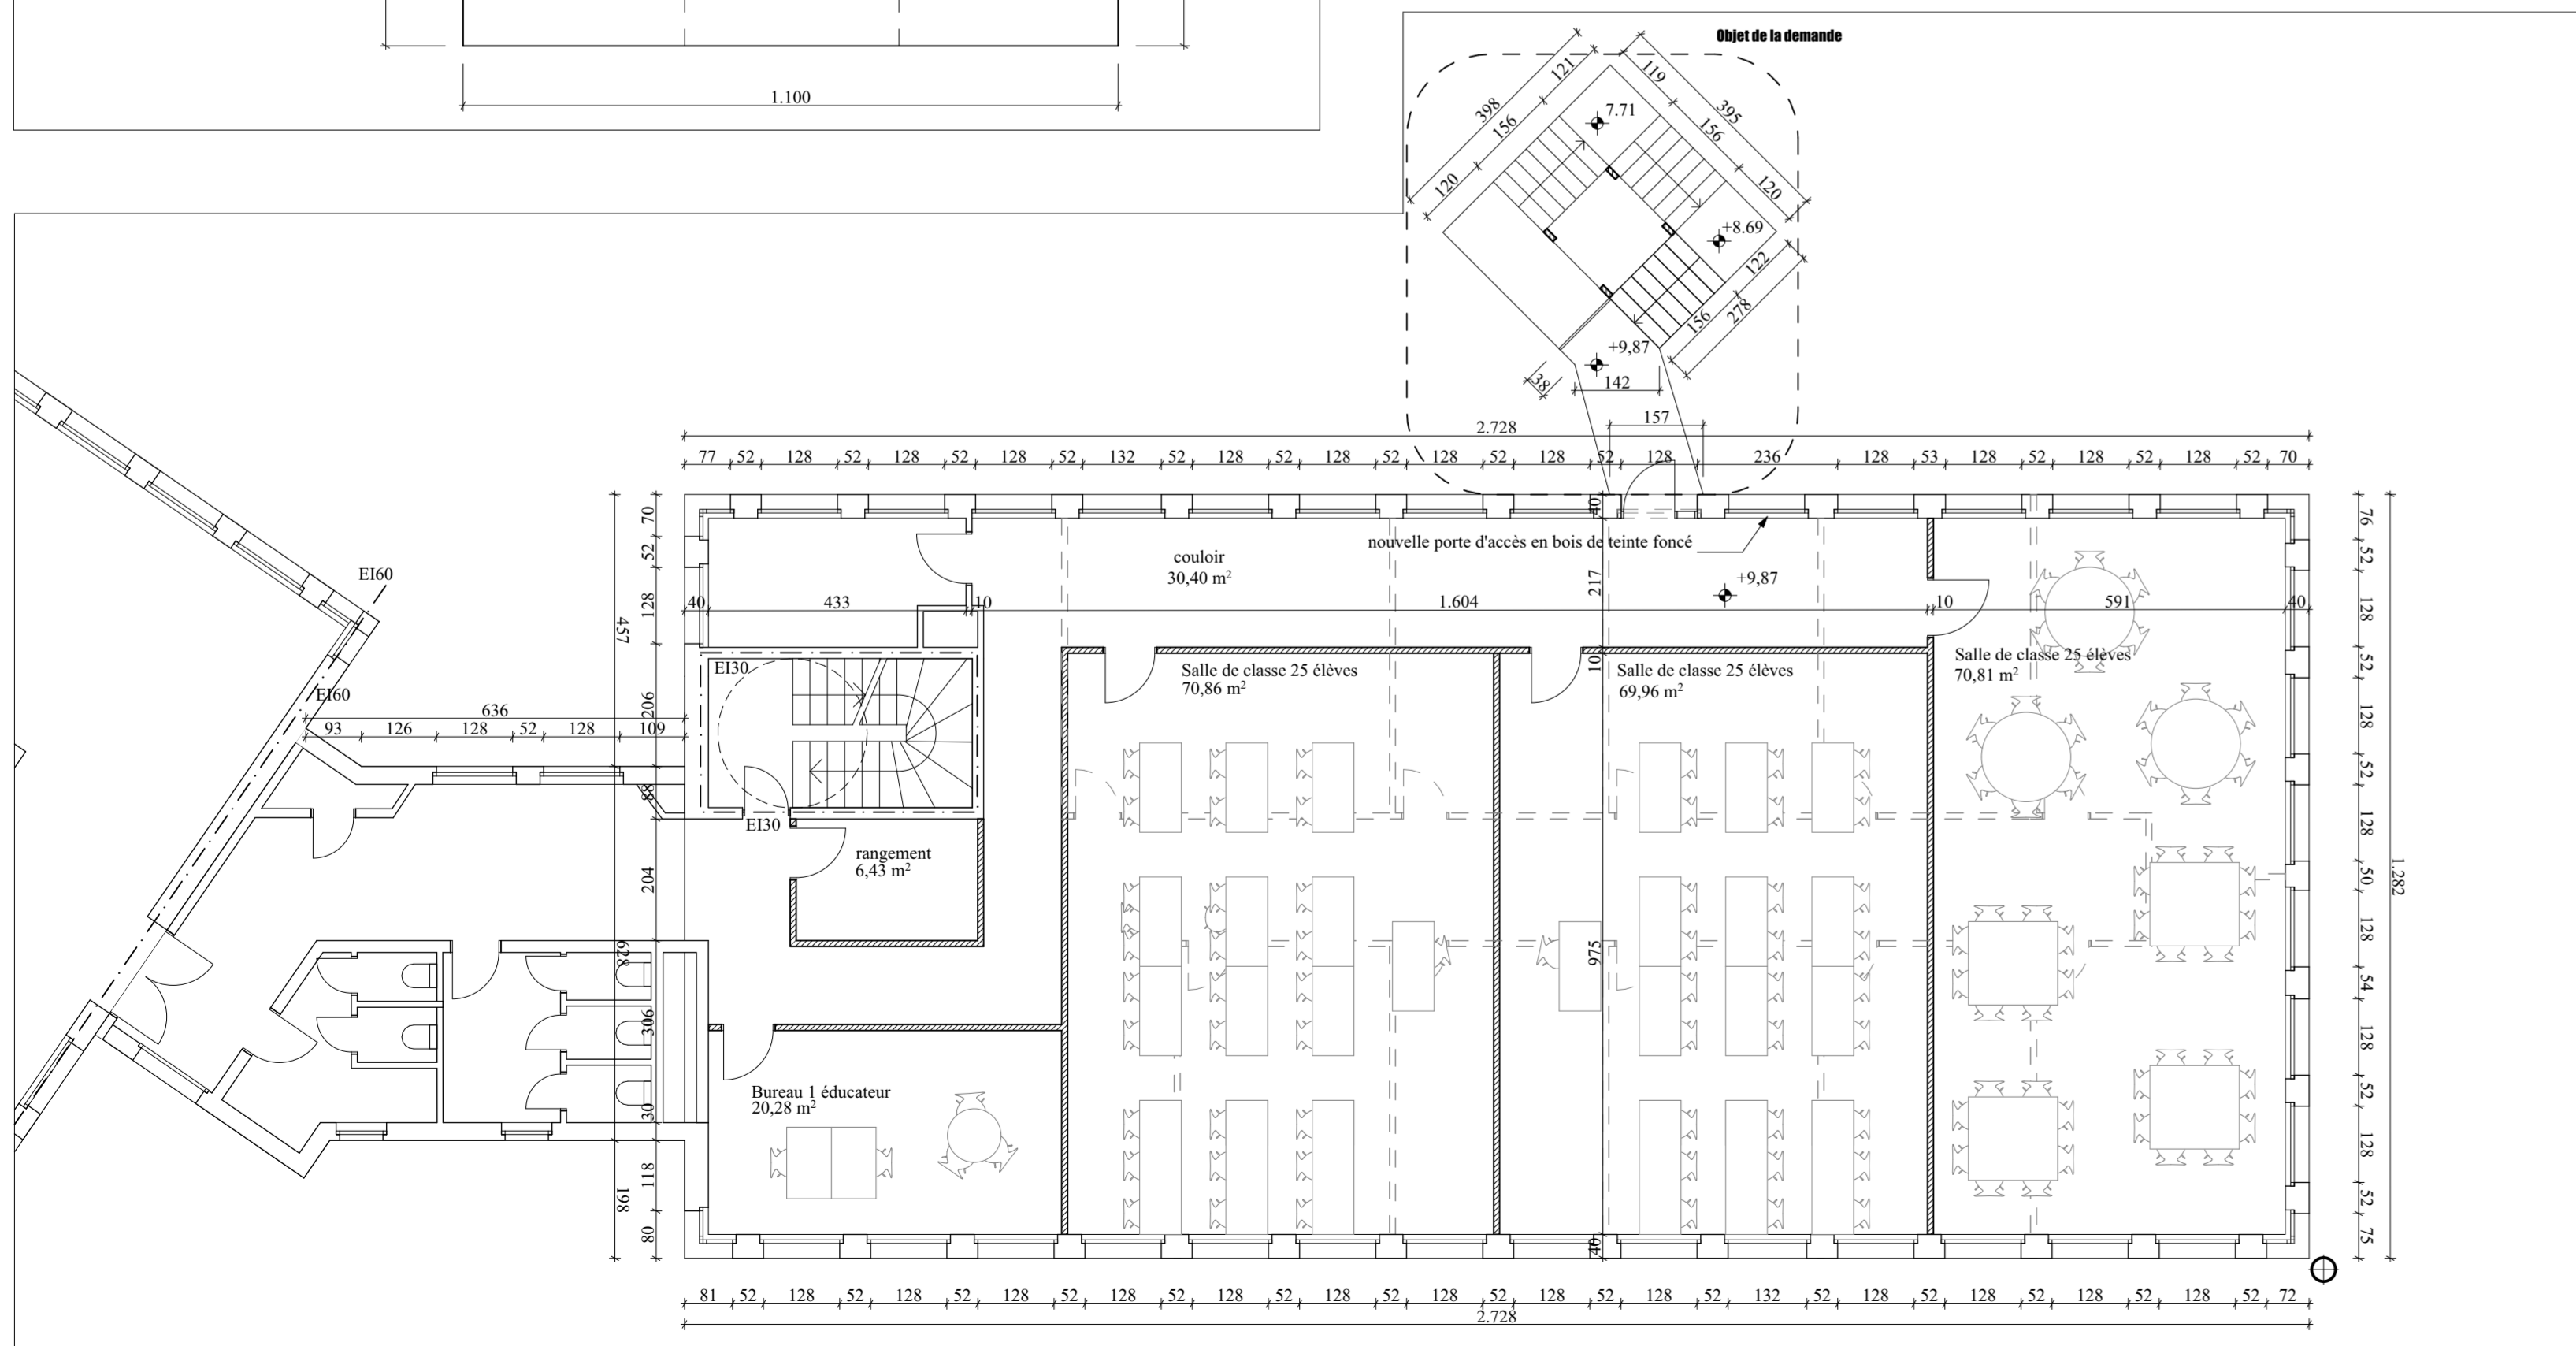 Objet de la demande
1.100
398
121
156
120
119
395
156
120
7.71
+8.69
122
278
156
+9,87
38
142
157
2.728
77 52 128 52 128 52 128 52 132 52 128 52 128 52 128 52 128 52 128 236 128 53 128 52 128 52 128 52 70
nouvelle porte d'accès en bois de teinte foncé
couloir
30,40 m²
+9,87
40 433 10 1.604 10 591 40
40
217
10
975
40
EI60
EI60
636
93 126 128 52 128 109
457
628
198
70
52
128
206
88
204
306
30
118
80
EI30
EI30
rangement
6,43 m²
Salle de classe 25 élèves
70,86 m²
Salle de classe 25 élèves
69,96 m²
Salle de classe 25 élèves
70,81 m²
Bureau 1 éducateur
20,28 m²
76
52
128
52
128
52
128
50
128
54
128
52
128
52
75
1.282
81 52 128 52 128 52 128 52 128 52 128 52 128 52 128 52 128 52 128 52 132 52 128 52 128 52 128 52 128 52 72
2.728